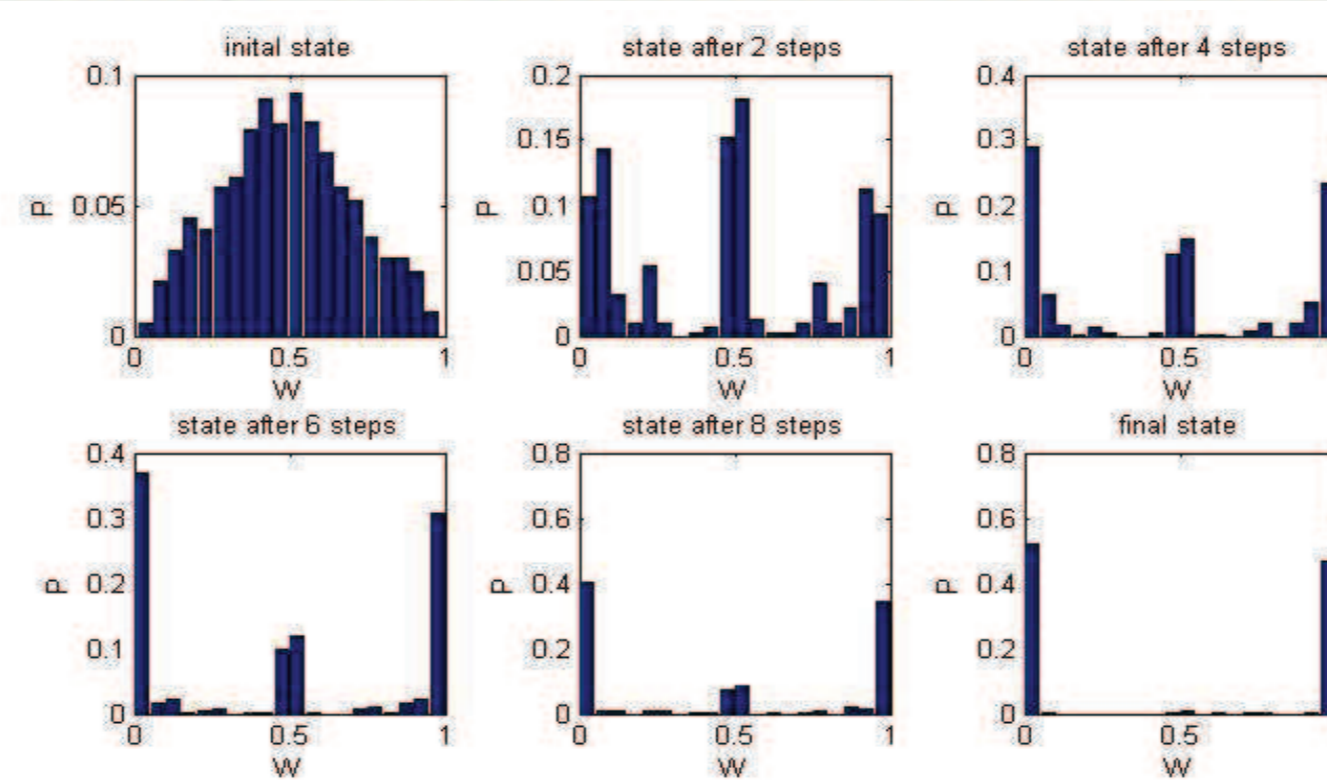 inital state
0.1
0.05
0
P
0 0.5 1
W
state after 2 steps
0.2
0.15
0.1
0.05
0
P
0 0.5 1
W
state after 4 steps
0.4
0.3
0.2
0.1
0
P
0 0.5
W
state after 6 steps
0.4
0.3
0.2
0.1
0
P
0 0.5 1
W
state after 8 steps
0.8
0.6
0.4
0.2
0
P
0 0.5 1
W
final state
0.8
0.6
0.4
0.2
0
P
0 0.5
W